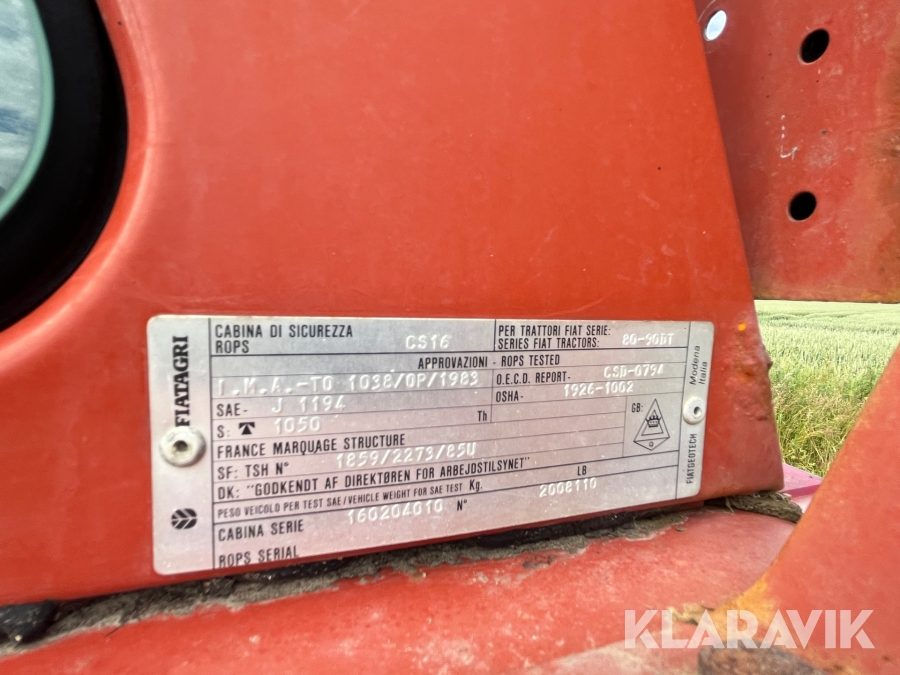 FIATAGRI
CABINA DI SICUREZZA
ROPS CS16
PER TRATTORI FIAT SERIE:
SERIES FIAT TRACTORS: 80-90DT
APPROVAZIONI - ROPS TESTED
I.M.A.-TO 1038/OP/1983
O.E.C.D. REPORT- CSD-0794
SAE- J 1194
OSHA- 1926-1002
S: 1050 Th
GB:
FRANCE MARQUAGE STRUCTURE
SF: TSH N° 1859/2273/85U
DK: "GODKENDT AF DIREKTØREN FOR ARBEJDSTILSYNET"
PESO VEICOLO PER TEST SAE/VEHICLE WEIGHT FOR SAE TEST Kg. LB
CABINA SERIE 160204010 N° 2008110
ROPS SERIAL
FIATGEOTECH
Modena
Italia
KLARAVIK